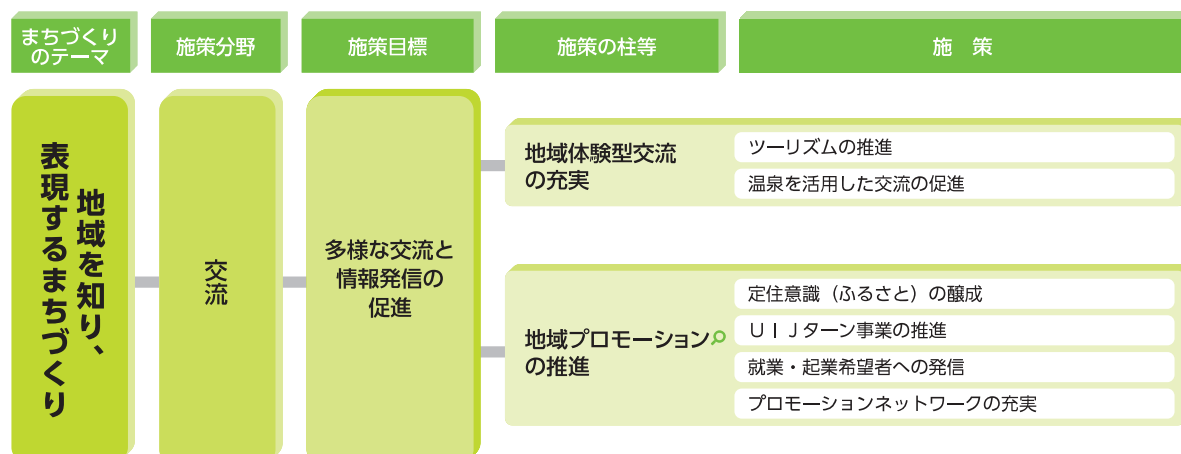 まちづくり
のテーマ
施策分野
施策目標
施策の柱等
施　策
地域を知り、
表現するまちづくり
交流
多様な交流と
情報発信の
促進
地域体験型交流
の充実
ツーリズムの推進
温泉を活用した交流の促進
地域プロモーション
の推進
定住意識（ふるさと）の醸成
ＵＩＪターン事業の推進
就業・起業希望者への発信
プロモーションネットワークの充実